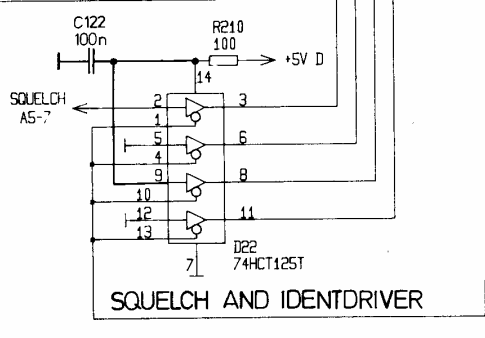 C122
100n
R210
100
+5V D
14
SQUELCH
A5-7
2
3
1
5
6
4
9
8
10
12
11
13
7
D22
74HCT125T
SQUELCH AND IDENTDRIVER